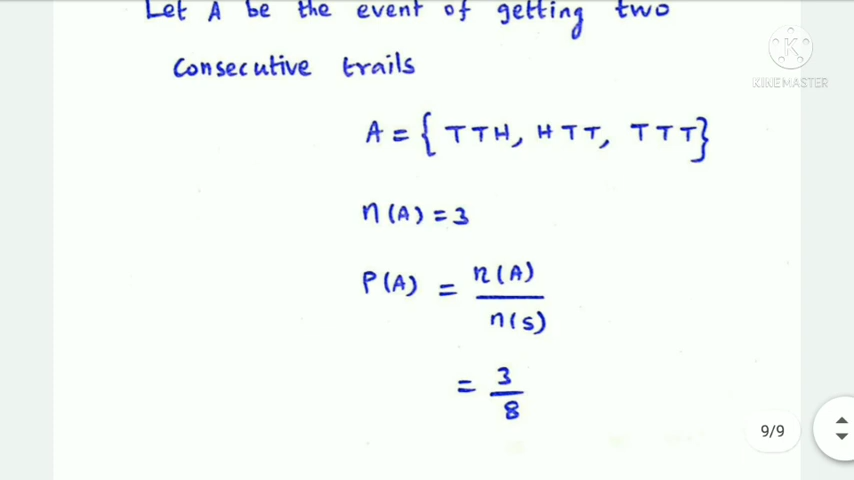 Let A be the event of getting two
consecutive trails
A = { TTH, HTT, TTT}
n(A) = 3
P(A) = n(A)
n(s)
= 3
8
K
KINEMASTER
9/9